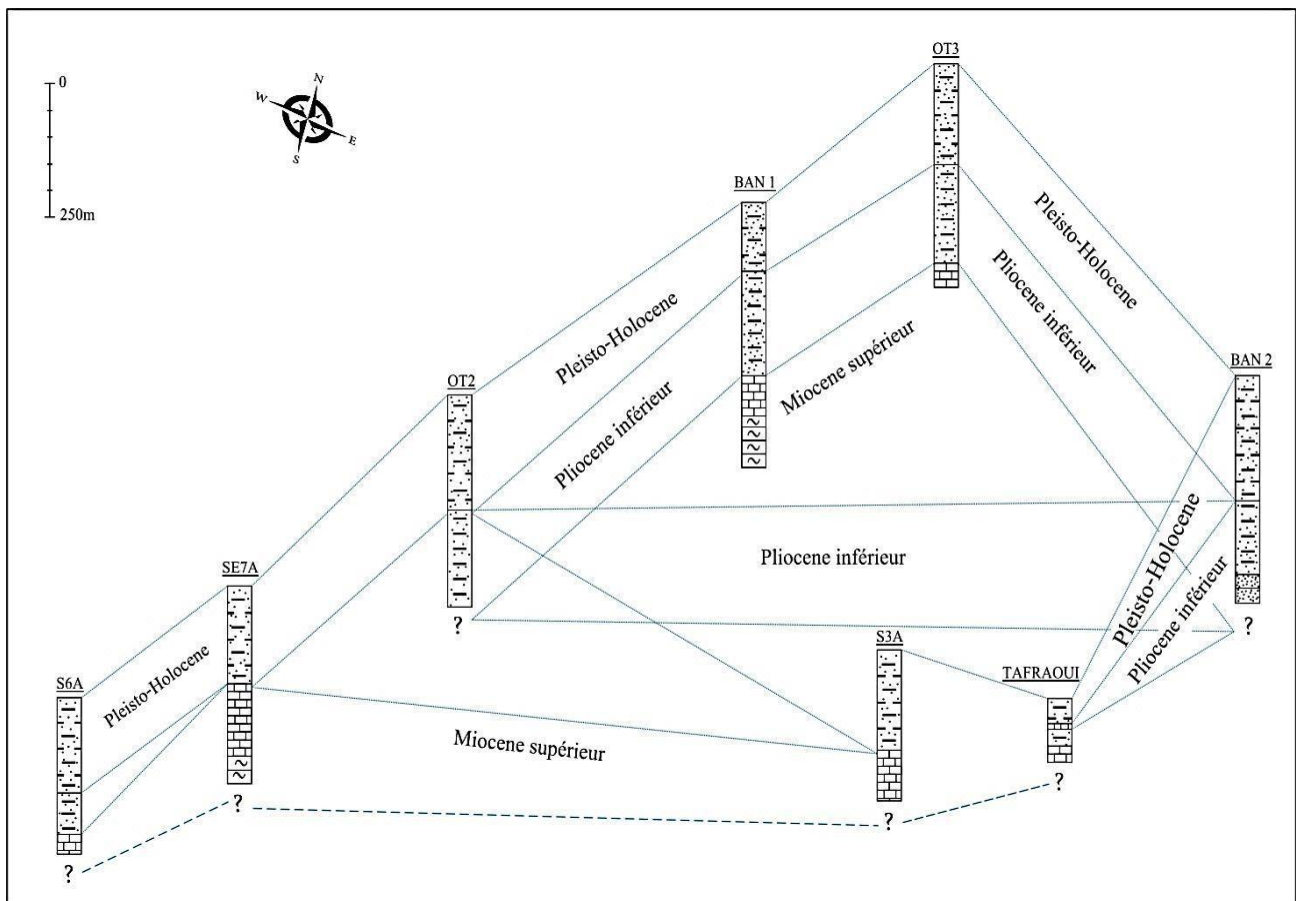 OT3
0
N
W
E
S
BAN 1
250m
Pleisto-Holocene
Pliocene inférieur
Pleisto-Holocene
Miocene supérieur
OT2
BAN 2
Pliocene inférieur
Pleisto-Holocene
Pliocene inférieur
Pliocene inférieur
SE7A
?
?
S3A
TAFRAOUI
S6A
Pleisto-Holocene
Miocene supérieur
?
?
?
?